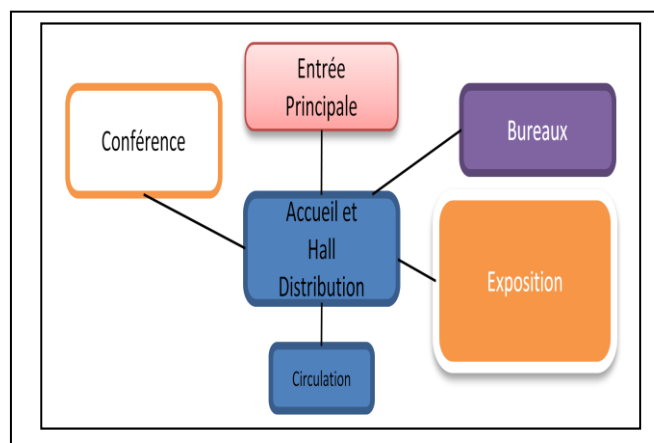 Entrée
Principale
Conférence
Bureaux
Accueil et
Hall
Distribution
Exposition
Circulation